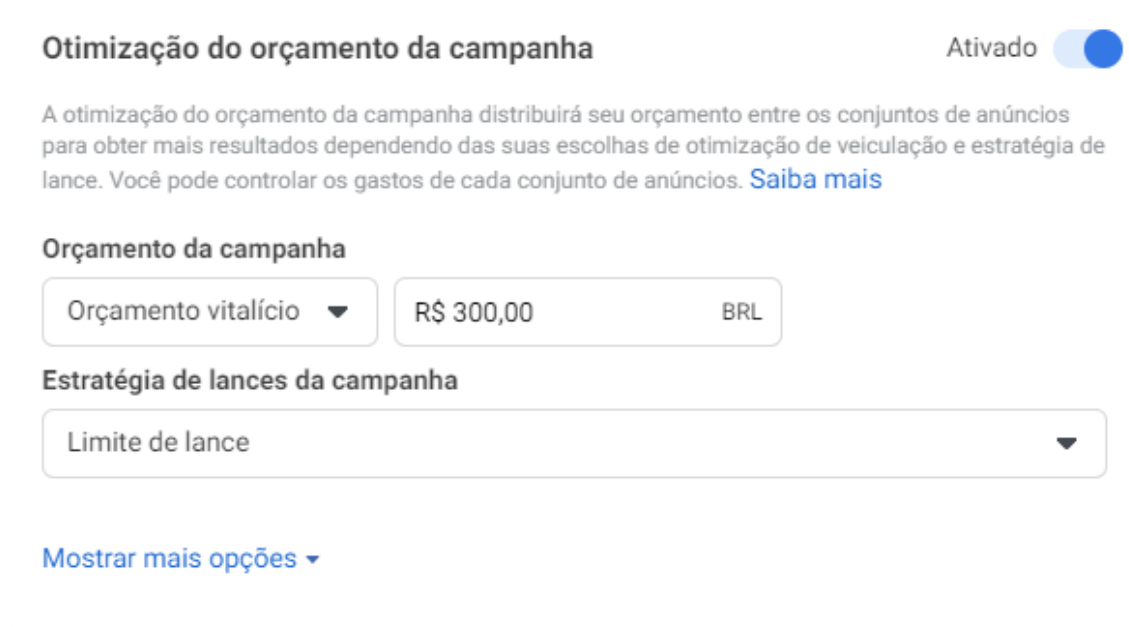 Otimização do orçamento da campanha Ativado
A otimização do orçamento da campanha distribuirá seu orçamento entre os conjuntos de anúncios
para obter mais resultados dependendo das suas escolhas de otimização de veiculação e estratégia de
lance. Você pode controlar os gastos de cada conjunto de anúncios. Saiba mais
Orçamento da campanha
Orçamento vitalício R$ 300,00 BRL
Estratégia de lances da campanha
Limite de lance
Mostrar mais opções